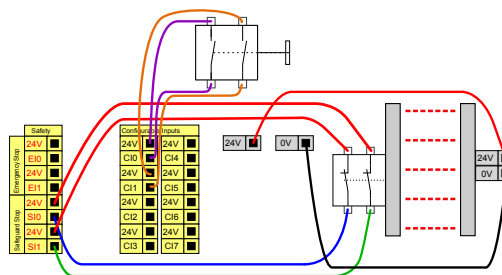 Safety
Emergency Stop
24V
EI0
24V
EI1
Safeguard Stop
24V
SI0
24V
SI1
Configurable Inputs
24V 24V
CI0 CI4
24V 24V
CI1 CI5
24V 24V
CI2 CI6
24V 24V
CI3 CI7
24V
0V
24V
0V